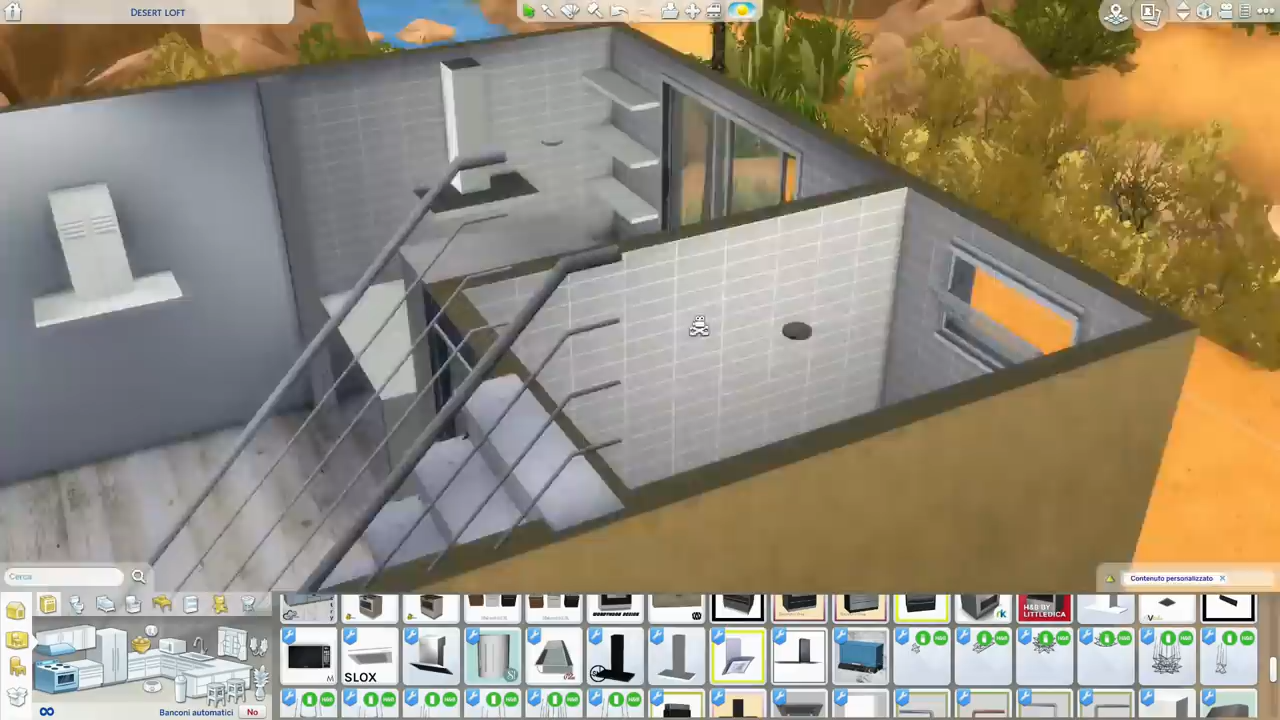 DESERT LOFT
Cerca
Contenuto personalizzato
H&B BY
LITTLEDICA
SLOX
Banconi automatici
No